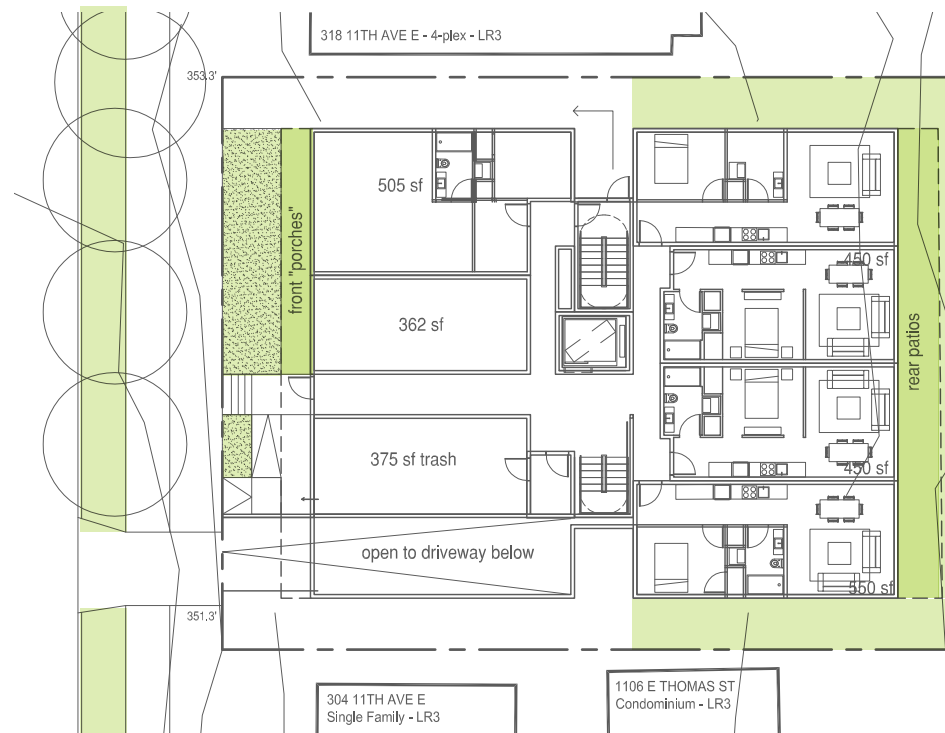 318 11TH AVE E - 4-plex - LR3
353.3'
505 sf
front "porches"
450 sf
362 sf
rear patios
375 sf trash
450 sf
open to driveway below
550 sf
351.3'
304 11TH AVE E
Single Family - LR3
1106 E THOMAS ST
Condominium - LR3